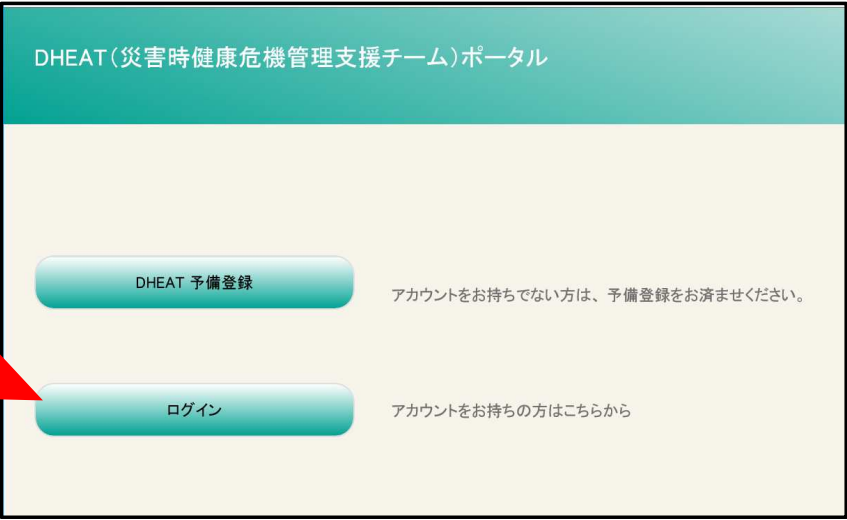 DHEAT（災害時健康危機管理支援チーム）ポータル
DHEAT 予備登録
アカウントをお持ちでない方は、予備登録をお済ませください。
ログイン
アカウントをお持ちの方はこちらから